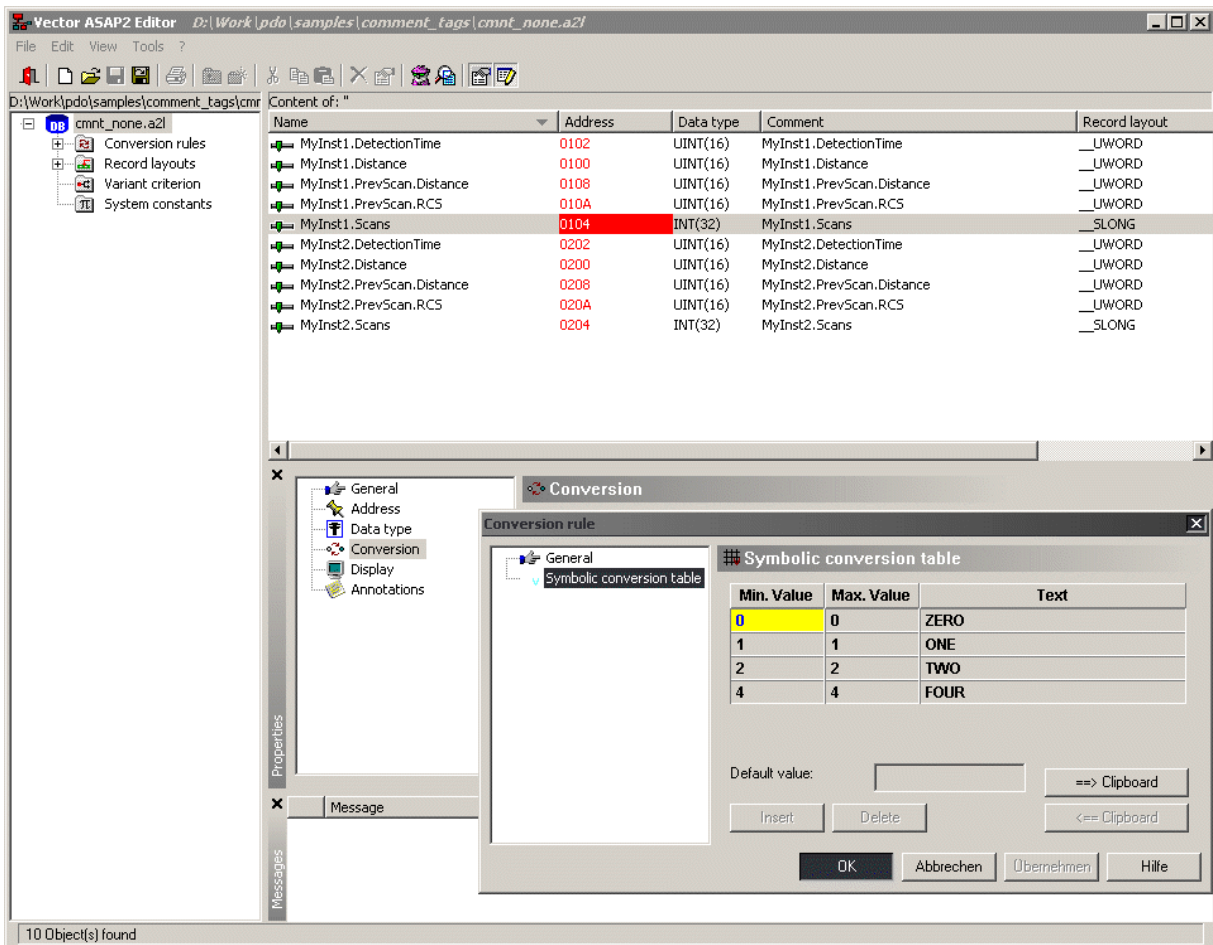 Vector ASAP2 Editor D:\Work\pdo\samples\comment_tags\cmnt_none.a2l
File Edit View Tools ?
D:\Work\pdo\samples\comment_tags\cmr Content of: "
DB cmnt_none.a2l
Conversion rules
Record layouts
Variant criterion
System constants
Name Address Data type Comment Record layout
MyInst1.DetectionTime 0102 UINT(16) MyInst1.DetectionTime __UWORD
MyInst1.Distance 0100 UINT(16) MyInst1.Distance __UWORD
MyInst1.PrevScan.Distance 0108 UINT(16) MyInst1.PrevScan.Distance __UWORD
MyInst1.PrevScan.RCS 010A UINT(16) MyInst1.PrevScan.RCS __UWORD
MyInst1.Scans 0104 INT(32) MyInst1.Scans __SLONG
MyInst2.DetectionTime 0202 UINT(16) MyInst2.DetectionTime __UWORD
MyInst2.Distance 0200 UINT(16) MyInst2.Distance __UWORD
MyInst2.PrevScan.Distance 0208 UINT(16) MyInst2.PrevScan.Distance __UWORD
MyInst2.PrevScan.RCS 020A UINT(16) MyInst2.PrevScan.RCS __UWORD
MyInst2.Scans 0204 INT(32) MyInst2.Scans __SLONG
Properties
General
Address
Data type
Conversion
Display
Annotations
Conversion
Conversion rule
General
Symbolic conversion table
Symbolic conversion table
Min. Value Max. Value Text
0 0 ZERO
1 1 ONE
2 2 TWO
4 4 FOUR
Default value:
==> Clipboard
Insert Delete <== Clipboard
OK Abbrechen Übernehmen Hilfe
Messages
Message
10 Object(s) found